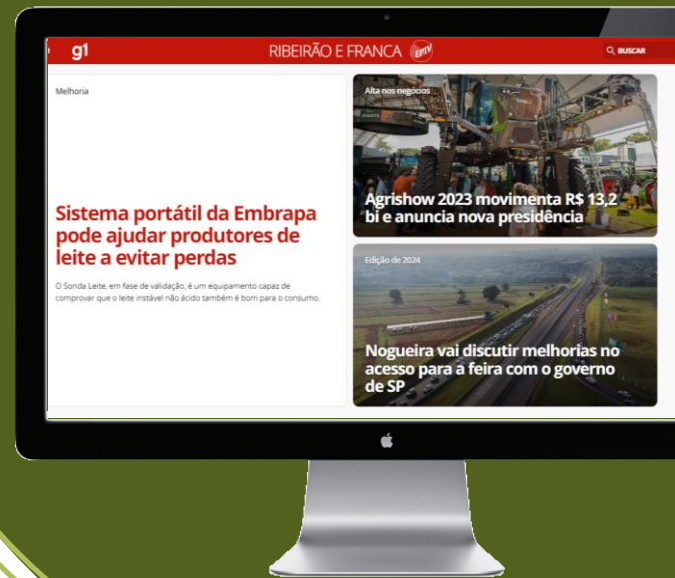 g1
RIBEIRÃO E FRANCA EPTV
BUSCAR
Melhoria
Sistema portátil da Embrapa
pode ajudar produtores de
leite a evitar perdas
O Sonda Leite, em fase de validação, é um equipamento capaz de
comprovar que o leite instável não ácido também é bom para o consumo.
Alta nos negócios
Agrishow 2023 movimenta R$ 13,2
bi e anuncia nova presidência
Edição de 2024
Nogueira vai discutir melhorias no
acesso para a feira com o governo
de SP